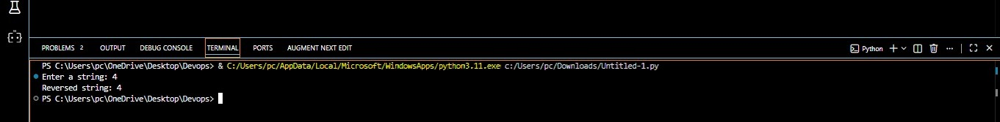 PROBLEMS 2 OUTPUT DEBUG CONSOLE TERMINAL PORTS AUGMENT NEXT EDIT Python
PS C:\Users\pc\OneDrive\Desktop\Devops> & C:/Users/pc/AppData/Local/Microsoft/WindowsApps/python3.11.exe c:/Users/pc/Downloads/Untitled-1.py
Enter a string: 4
Reversed string: 4
PS C:\Users\pc\OneDrive\Desktop\Devops>